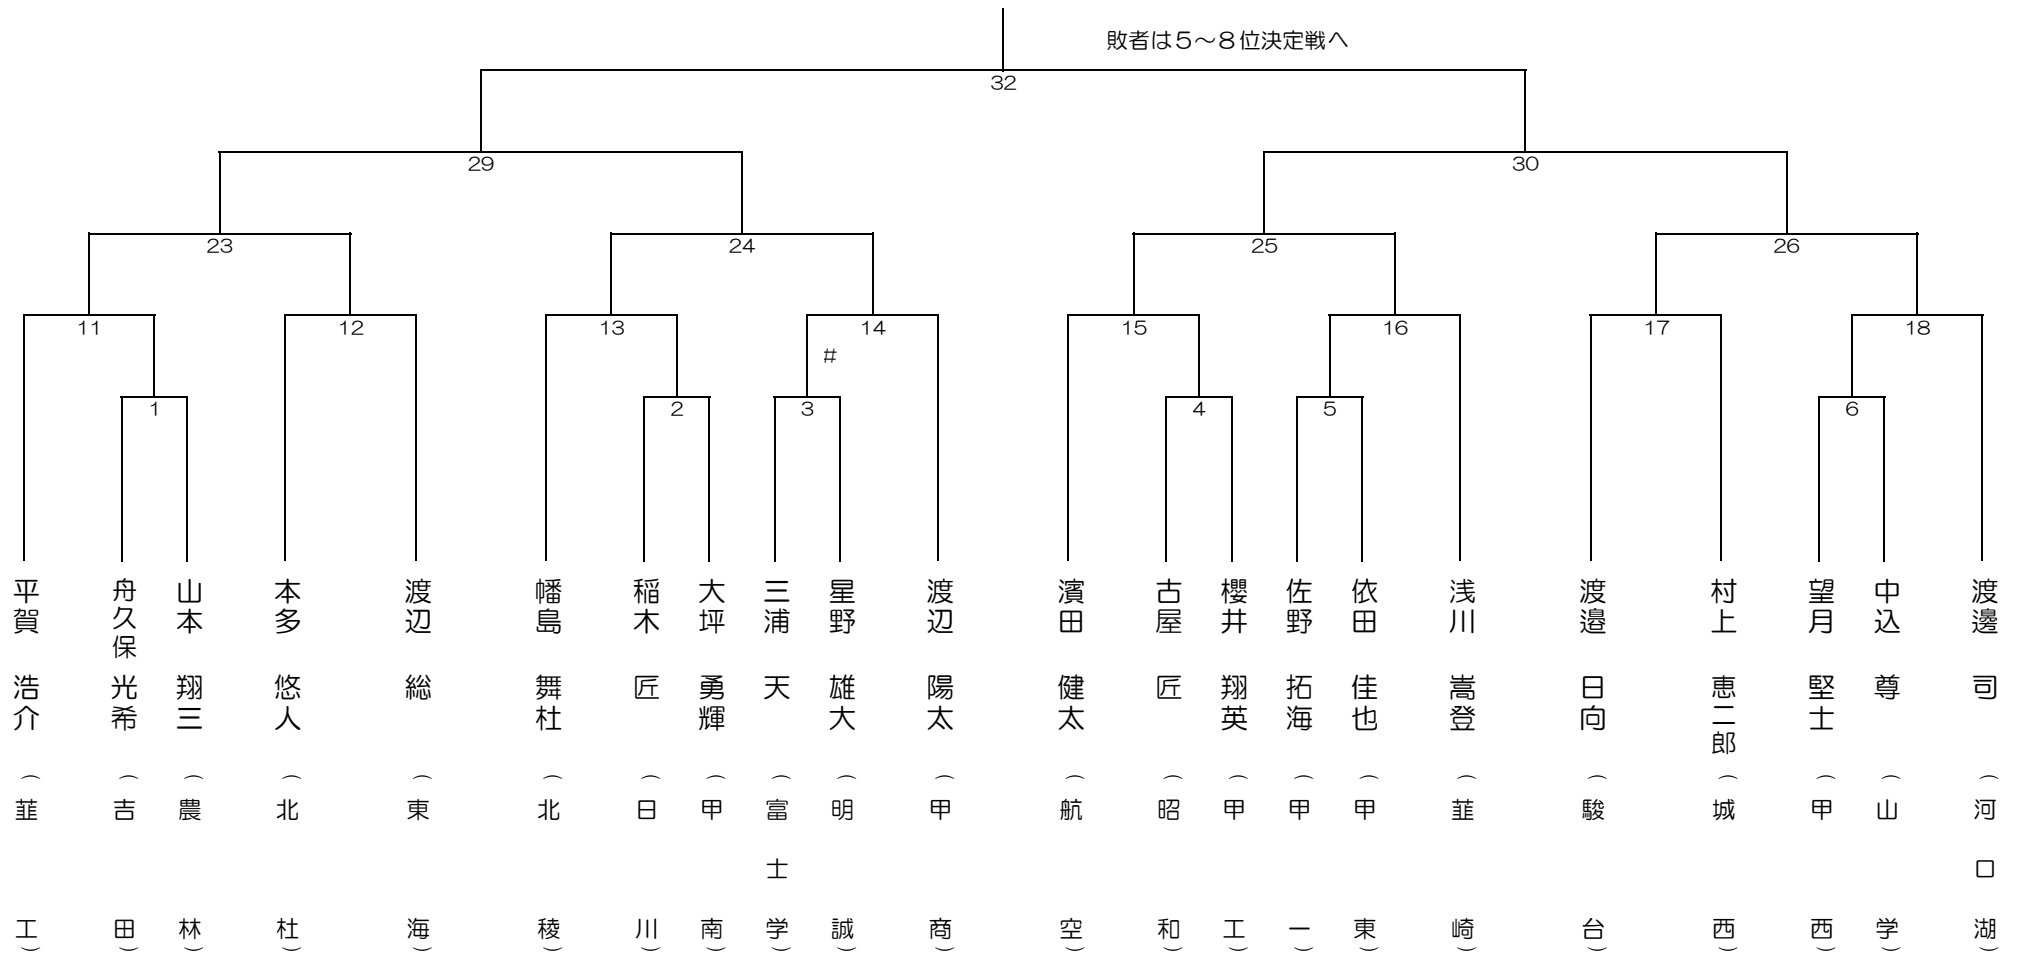 敗者は５～８位決定戦へ
32
29
30
23
24
25
26
11
12
13
14
15
16
17
18
#
1
2
3
4
5
6
平賀 浩介 （韮工）
舟久保 光希 （吉田）
山本 翔三 （農林）
本多 悠人 （北杜）
渡辺 総 （東海）
幡島 舞杜 （北稜）
稲木 匠 （日川）
大坪 勇輝 （甲南）
三浦 天 （富士学）
星野 雄大 （明誠）
渡辺 陽太 （甲商）
濱田 健太 （航空）
古屋 匠 （昭和）
櫻井 翔英 （甲工）
佐野 拓海 （甲一）
依田 佳也 （甲東）
浅川 嵩登 （韮崎）
渡邉 日向 （駿台）
村上 恵二郎 （城西）
望月 堅士 （甲西）
中込 尊 （山学）
渡邊 司 （河口湖）